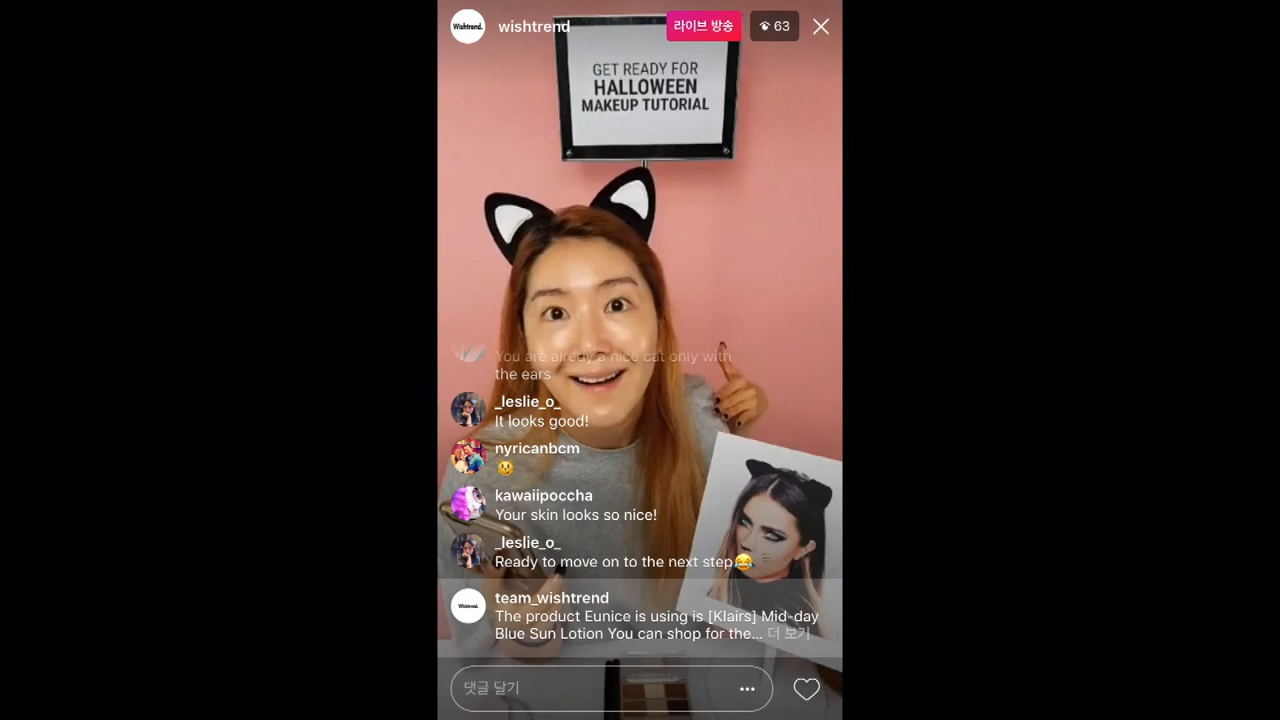 Wishtrend.
wishtrend
라이브 방송
63
GET READY FOR
HALLOWEEN
MAKEUP TUTORIAL
You are alredy a nice cat only with
the ears
_leslie_o_
It looks good!
nyricanbcm
kawaiipoccha
Your skin looks so nice!
_leslie_o_
Ready to move on to the next step😂
Wishtrend.
team_wishtrend
The product Eunice is using is [Klairs] Mid-day
Blue Sun Lotion You can shop for the... 더 보기
댓글 달기